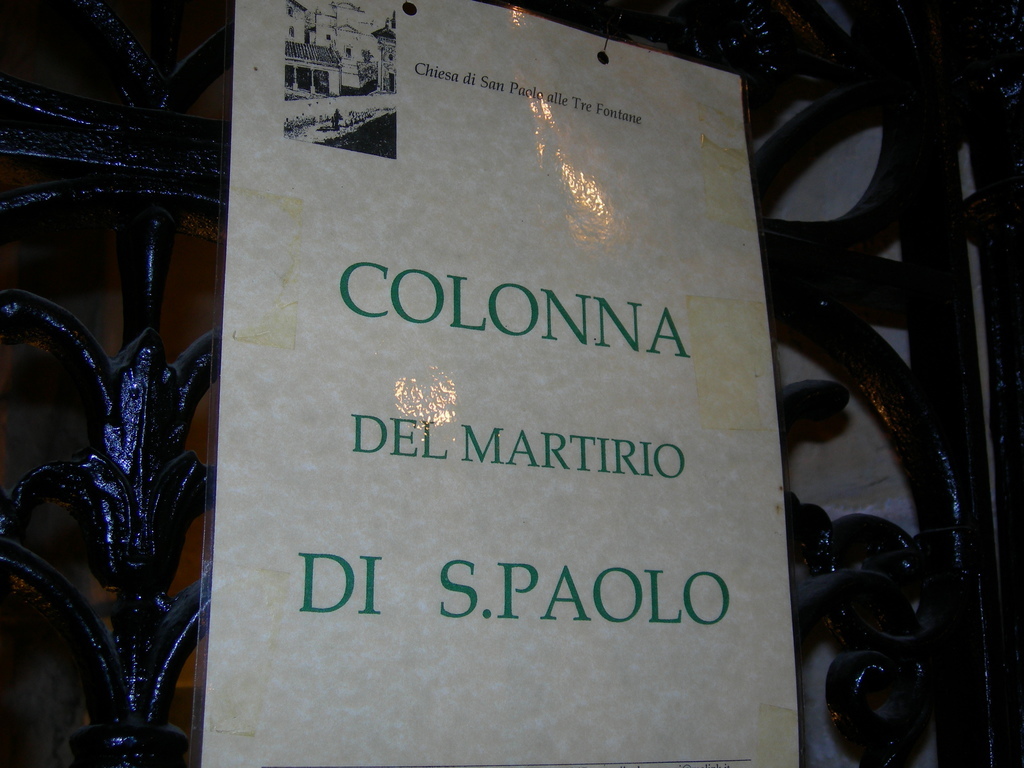 Chiesa di San Paolo alle Tre Fontane
COLONNA
DEL MARTIRIO
DI S.PAOLO